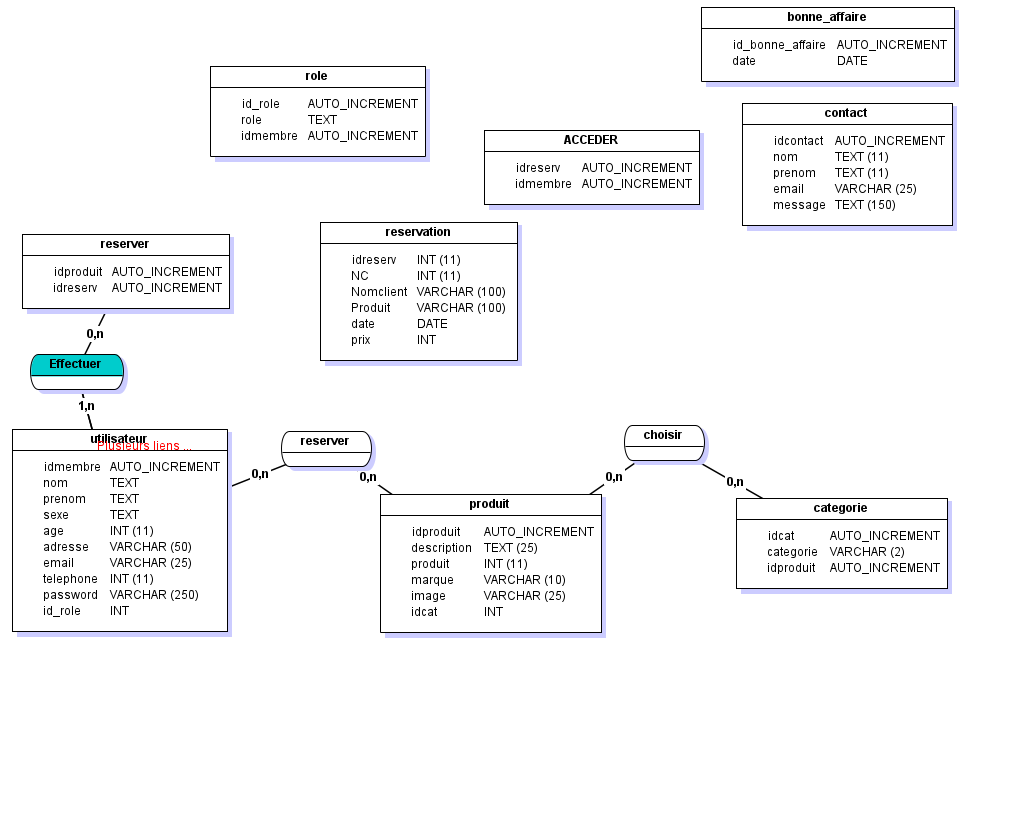 bonne_affaire
id_bonne_affaire AUTO_INCREMENT
date DATE
role
id_role AUTO_INCREMENT
role TEXT
idmembre AUTO_INCREMENT
contact
idcontact AUTO_INCREMENT
nom TEXT (11)
prenom TEXT (11)
email VARCHAR (25)
message TEXT (150)
ACCEDER
idreserv AUTO_INCREMENT
idmembre AUTO_INCREMENT
reservation
idreserv INT (11)
NC INT (11)
Nomclient VARCHAR (100)
Produit VARCHAR (100)
date DATE
prix INT
reserver
idproduit AUTO_INCREMENT
idreserv AUTO_INCREMENT
0,n
Effectuer
1,n
utilisateur
Plusieurs liens ...
idmembre AUTO_INCREMENT
nom TEXT
prenom TEXT
sexe TEXT
age INT (11)
adresse VARCHAR (50)
email VARCHAR (25)
telephone INT (11)
password VARCHAR (250)
id_role INT
0,n
reserver
0,n
produit
idproduit AUTO_INCREMENT
description TEXT (25)
produit INT (11)
marque VARCHAR (10)
image VARCHAR (25)
idcat INT
0,n
choisir
0,n
categorie
idcat AUTO_INCREMENT
categorie VARCHAR (2)
idproduit AUTO_INCREMENT